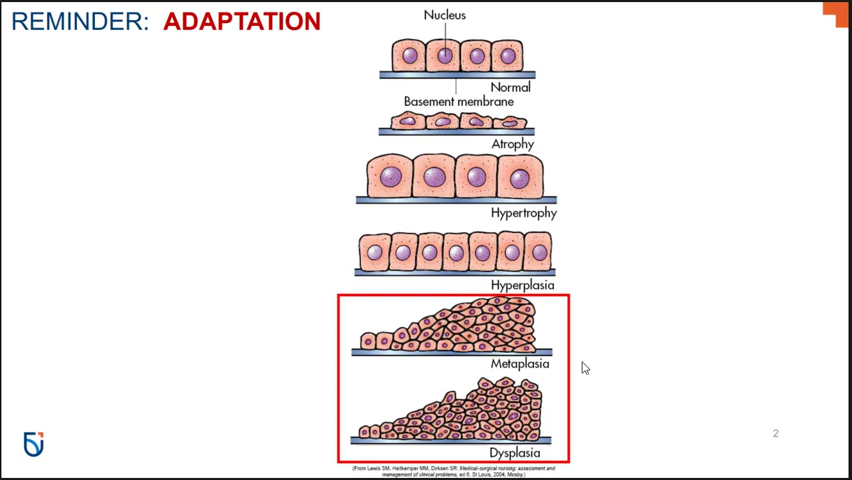 REMINDER: ADAPTATION
Nucleus
Normal
Basement membrane
Atrophy
Hypertrophy
Hyperplasia
Metaplasia
Dysplasia
2
(From Lewis SM, Heitkemper MM, Dirksen SR: Medical-surgical nursing: assessment and
management of clinical problems, ed 6, St Louis, 2004, Mosby.)